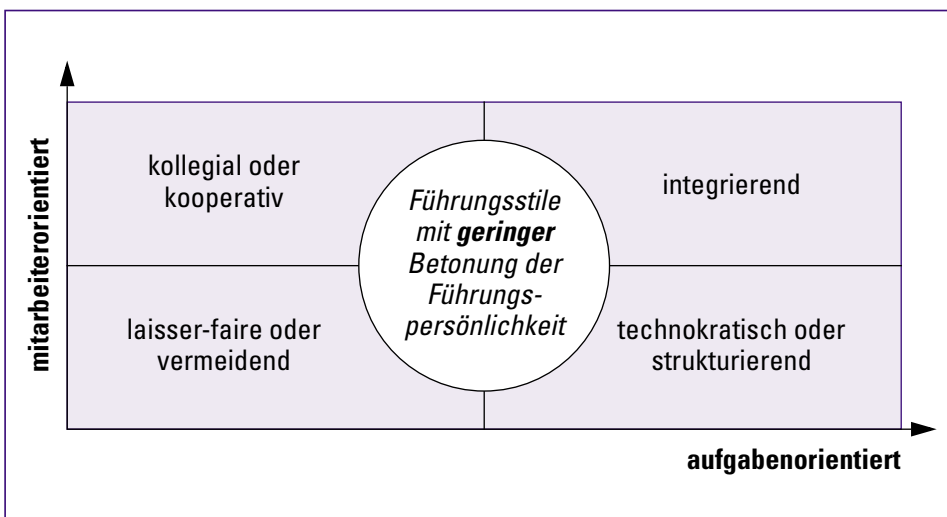 mitarbeiterorientiert
kollegial oder
kooperativ
integrierend
Führungsstile
mit geringer
Betonung der
Führungs-
persönlichkeit
laisser-faire oder
vermeidend
technokratisch oder
strukturierend
aufgabenorientiert